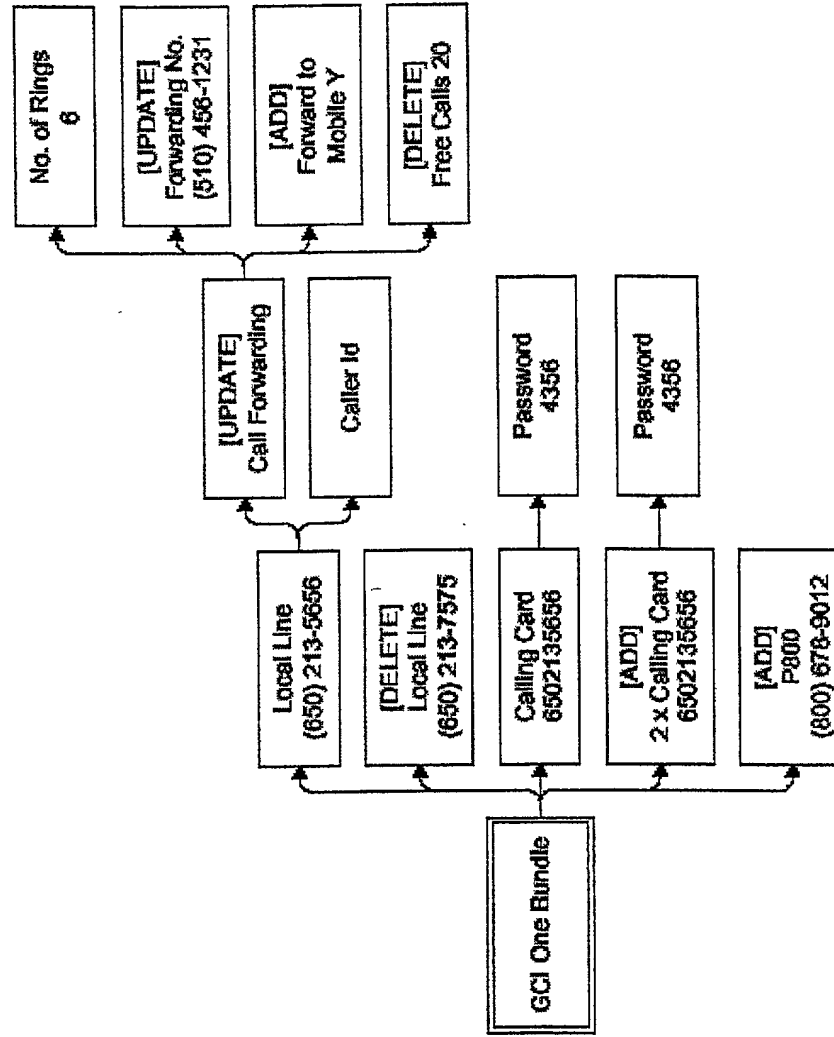 GCI One Bundle
Local Line
(650) 213-5656
[DELETE]
Local Line
(650) 213-7575
Calling Card
6502135656
[ADD]
2 x Calling Card
6502135656
[ADD]
P800
(800) 678-9012
[UPDATE]
Call Forwarding
Caller Id
Password
4356
Password
4356
No. of Rings
6
[UPDATE]
Forwarding No.
(510) 456-1231
[ADD]
Forward to
Mobile Y
[DELETE]
Free Calls 20